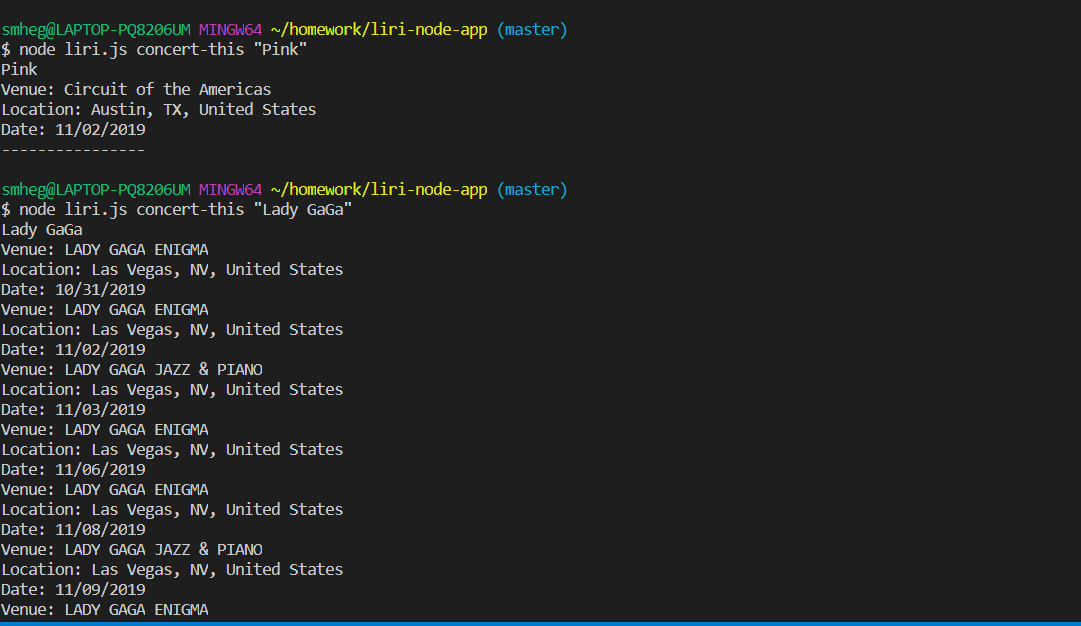 smheg@LAPTOP-PQ8206UM MINGW64 ~/homework/liri-node-app (master)
$ node liri.js concert-this "Pink"
Pink
Venue: Circuit of the Americas
Location: Austin, TX, United States
Date: 11/02/2019
----------------
smheg@LAPTOP-PQ8206UM MINGW64 ~/homework/liri-node-app (master)
$ node liri.js concert-this "Lady GaGa"
Lady GaGa
Venue: LADY GAGA ENIGMA
Location: Las Vegas, NV, United States
Date: 10/31/2019
Venue: LADY GAGA ENIGMA
Location: Las Vegas, NV, United States
Date: 11/02/2019
Venue: LADY GAGA JAZZ & PIANO
Location: Las Vegas, NV, United States
Date: 11/03/2019
Venue: LADY GAGA ENIGMA
Location: Las Vegas, NV, United States
Date: 11/06/2019
Venue: LADY GAGA ENIGMA
Location: Las Vegas, NV, United States
Date: 11/08/2019
Venue: LADY GAGA JAZZ & PIANO
Location: Las Vegas, NV, United States
Date: 11/09/2019
Venue: LADY GAGA ENIGMA